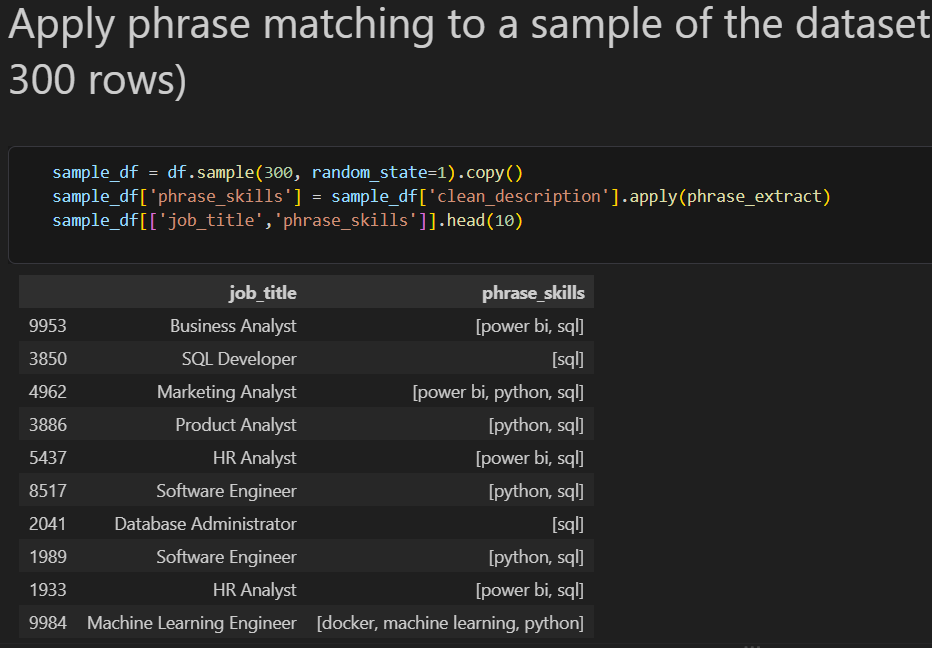 Apply phrase matching to a sample of the dataset
300 rows)
sample_df = df.sample(300, random_state=1).copy()
sample_df['phrase_skills'] = sample_df['clean_description'].apply(phrase_extract)
sample_df[['job_title','phrase_skills']].head(10)
job_title phrase_skills
9953 Business Analyst [power bi, sql]
3850 SQL Developer [sql]
4962 Marketing Analyst [power bi, python, sql]
3886 Product Analyst [python, sql]
5437 HR Analyst [power bi, sql]
8517 Software Engineer [python, sql]
2041 Database Administrator [sql]
1989 Software Engineer [python, sql]
1933 HR Analyst [power bi, sql]
9984 Machine Learning Engineer [docker, machine learning, python]